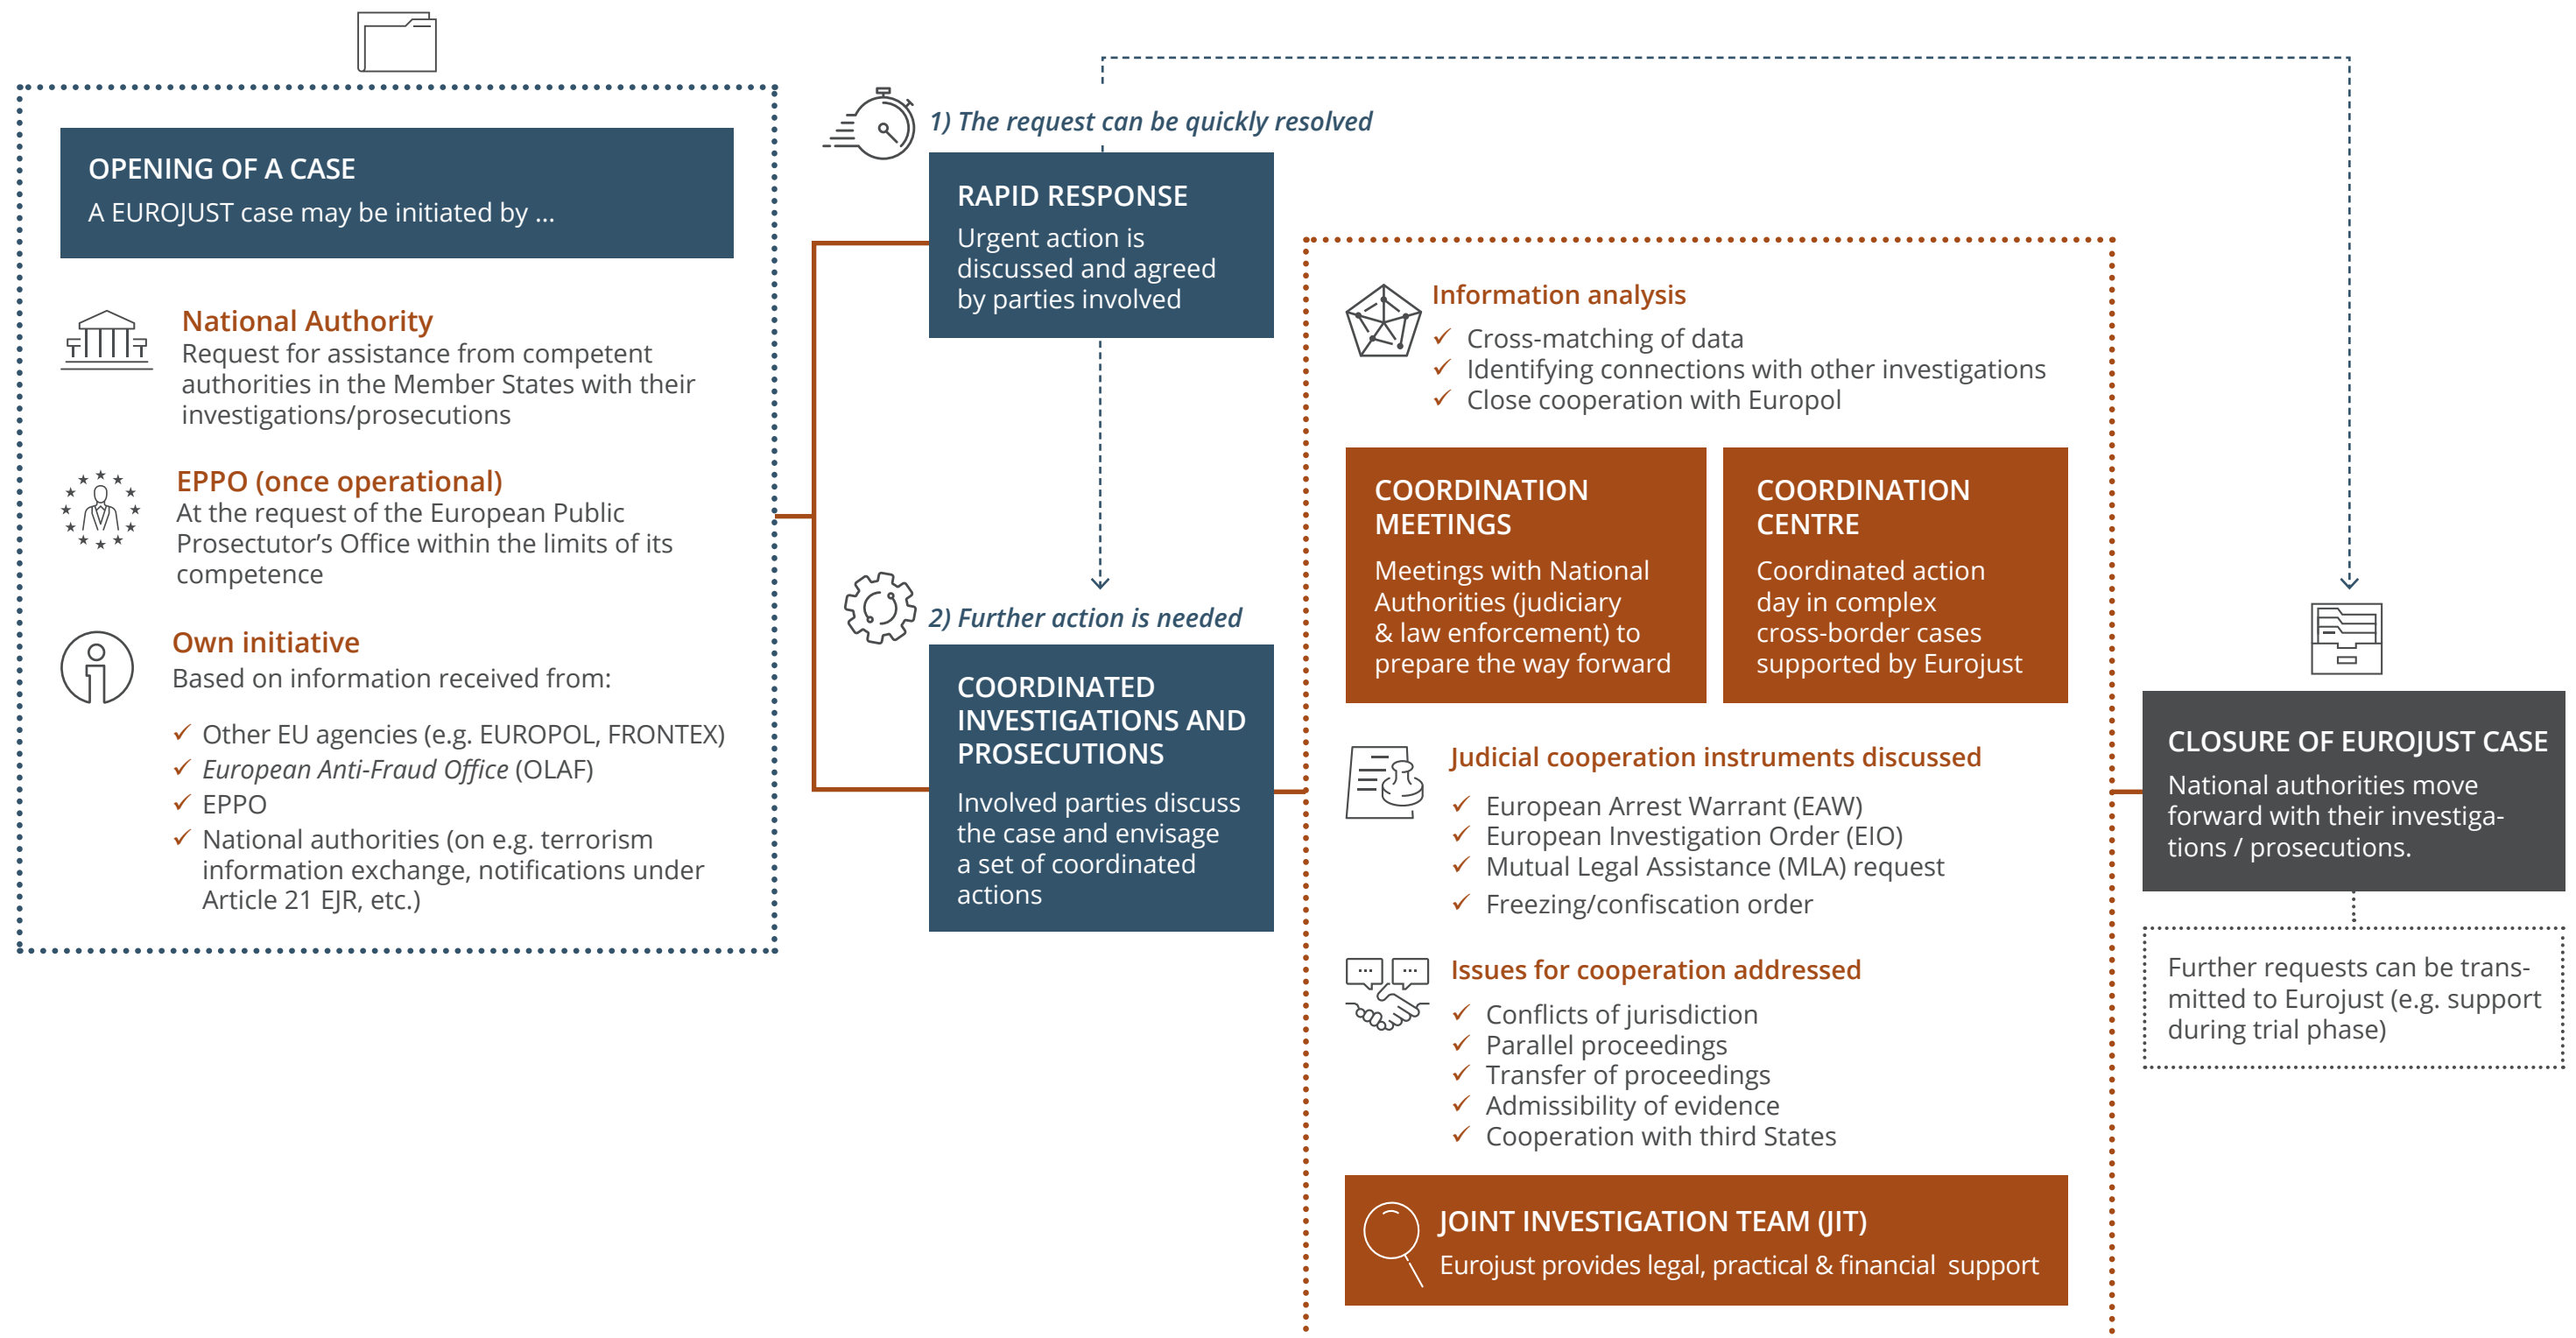 OPENING OF A CASE
A EUROJUST case may be initiated by ...
National Authority
Request for assistance from competent
authorities in the Member States with their
investigations/prosecutions
EPPO (once operational)
At the request of the European Public
Prosectutor's Office within the limits of its
competence
Own initiative
Based on information received from:
✓ Other EU agencies (e.g. EUROPOL, FRONTEX)
✓ European Anti-Fraud Office (OLAF)
✓ EPPO
✓ National authorities (on e.g. terrorism
information exchange, notifications under
Article 21 EJR, etc.)
1) The request can be quickly resolved
RAPID RESPONSE
Urgent action is
discussed and agreed
by parties involved
2) Further action is needed
COORDINATED
INVESTIGATIONS AND
PROSECUTIONS
Involved parties discuss
the case and envisage
a set of coordinated
actions
Information analysis
✓ Cross-matching of data
✓ Identifying connections with other investigations
✓ Close cooperation with Europol
COORDINATION
MEETINGS
Meetings with National
Authorities (judiciary
& law enforcement) to
prepare the way forward
COORDINATION
CENTRE
Coordinated action
day in complex
cross-border cases
supported by Eurojust
Judicial cooperation instruments discussed
✓ European Arrest Warrant (EAW)
✓ European Investigation Order (EIO)
✓ Mutual Legal Assistance (MLA) request
✓ Freezing/confiscation order
Issues for cooperation addressed
✓ Conflicts of jurisdiction
✓ Parallel proceedings
✓ Transfer of proceedings
✓ Admissibility of evidence
✓ Cooperation with third States
JOINT INVESTIGATION TEAM (JIT)
Eurojust provides legal, practical & financial support
CLOSURE OF EUROJUST CASE
National authorities move
forward with their investiga-
tions / prosecutions.
Further requests can be trans-
mitted to Eurojust (e.g. support
during trial phase)